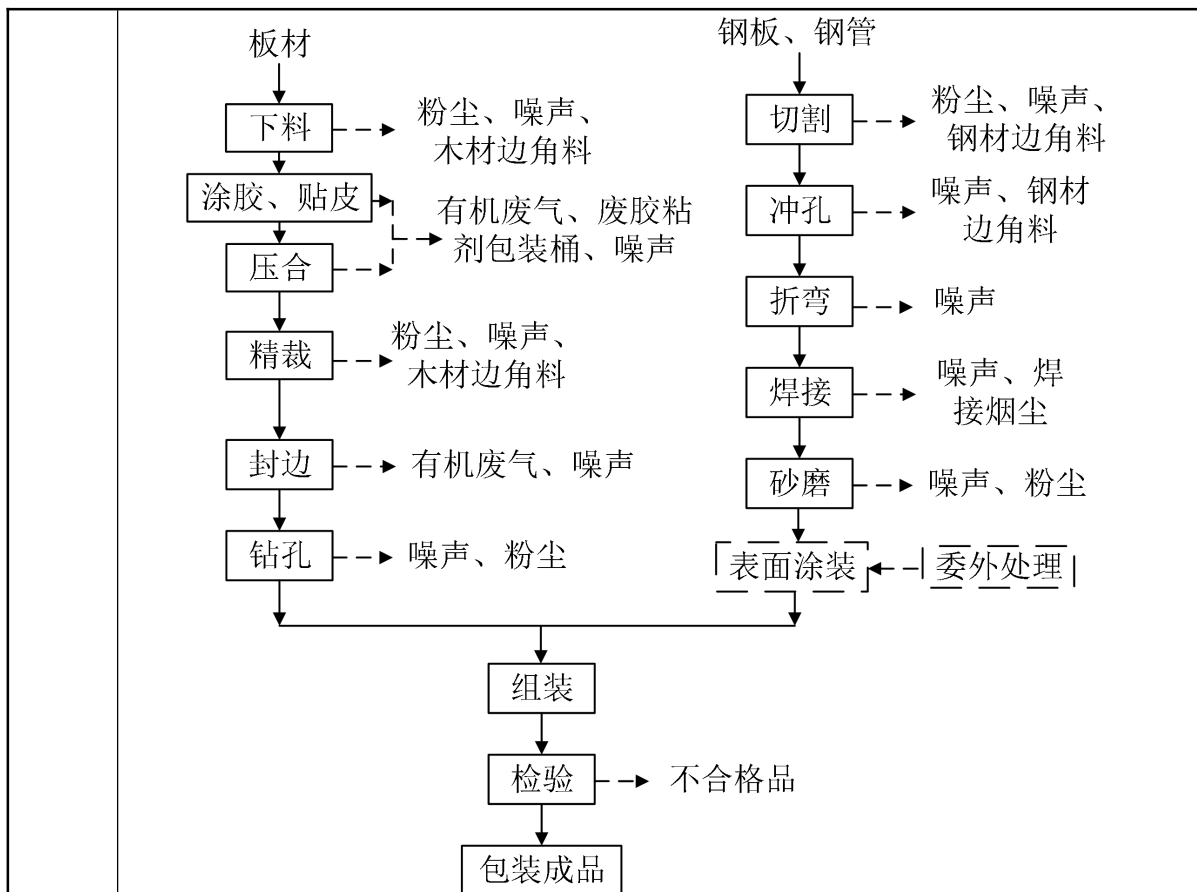 板材
下料
粉尘、噪声、
木材边角料
涂胶、贴皮
有机废气、废胶粘
剂包装桶、噪声
压合
精裁
粉尘、噪声、
木材边角料
封边
有机废气、噪声
钻孔
噪声、粉尘
钢板、钢管
切割
粉尘、噪声、
钢材边角料
冲孔
噪声、钢材
边角料
折弯
噪声
焊接
噪声、焊
接烟尘
砂磨
噪声、粉尘
表面涂装
委外处理
组装
检验
不合格品
包装成品